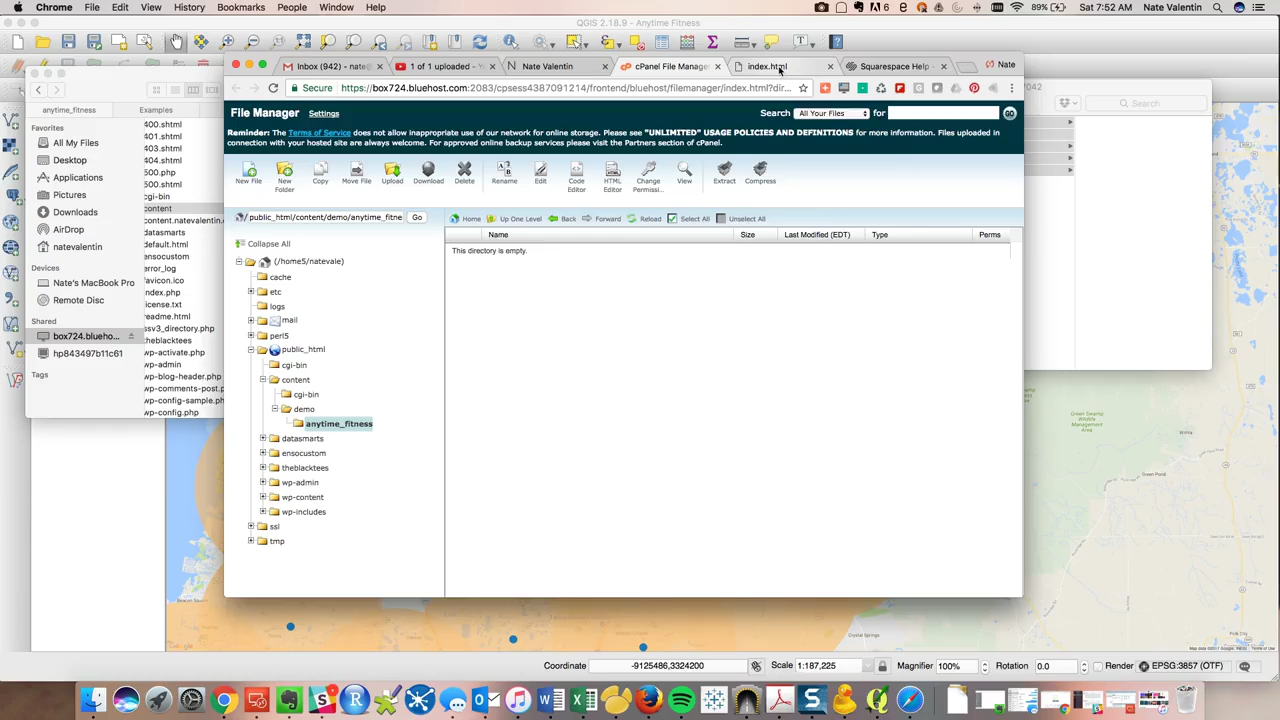 Chrome File Edit View History Bookmarks People Window Help
6 89% Sat 7:52 AM Nate Valentin
QGIS 2.18.9 - Anytime Fitness
Inbox (942) - nate@ 1 of 1 uploaded - You Nate Valentin cPanel File Manager index.html Squarespace Help - Nate
Secure https://box724.bluehost.com:2083/cpsess4387091214/frontend/bluehost/filemanager/index.html?dir...
File Manager Settings
Search All Your Files for Go
Reminder: The Terms of Service does not allow inappropriate use of our network for online storage. Please see "UNLIMITED" USAGE POLICIES AND DEFINITIONS for more information. Files uploaded in
connection with your hosted site are always welcome. For approved online backup services please visit the Partners section of cPanel.
New File New Folder Copy Move File Upload Download Delete Rename Edit Code Editor HTML Editor Change Permissi... View Extract Compress
/public_html/content/demo/anytime_fitne Go
Home Up One Level Back Forward Reload Select All Unselect All
Name Size Last Modified (EDT) Type Perms
This directory is empty.
Collapse All
(/home5/natevale)
cache
etc
logs
mail
perl5
public_html
cgi-bin
content
cgi-bin
demo
anytime_fitness
datasmarts
ensocustom
theblacktees
wp-admin
wp-content
wp-includes
ssl
tmp
anytime_fitness Examples
Favorites
All My Files
Desktop
Applications
Pictures
Downloads
AirDrop
natevalentin
Devices
Nate's MacBook Pro
Remote Disc
Shared
box724.blueho...
hp843497b11c61
Tags
400.shtml
401.shtml
403.shtml
404.shtml
500.php
500.shtml
cgi-bin
content
content.natevalentin.c
datasmarts
default.html
ensocustom
error_log
favicon.ico
index.php
license.txt
readme.html
ssv3_directory.php
theblacktees
wp-activate.php
wp-admin
wp-blog-header.php
wp-comments-post.p
wp-config-sample.ph
wp-config.php
7042
Search
Green Swamp
Wildlife
Management
Area
Green Pond
Crystal Springs
Polk City
Coordinate -9125486,3324200 Scale 1:187,225 Magnifier 100% Rotation 0.0 Render EPSG:3857 (OTF)